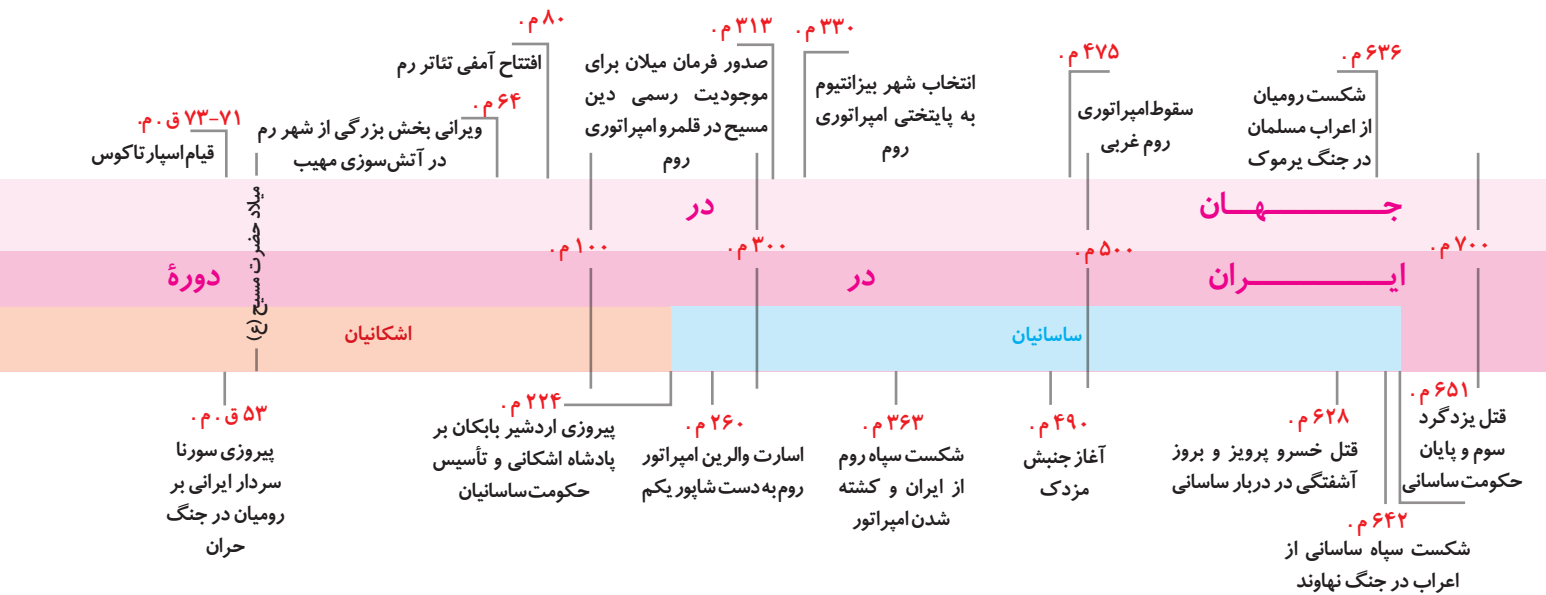 ۶۳۶ م.
شکست رومیان
از اعراب مسلمان
در جنگ یرموک
۴۷۵ م.
سقوط امپراتوری
روم غربی
۳۳۰ م.
انتخاب شهر بیزانتیوم
به پایتختی امپراتوری
روم
۳۱۳ م.
صدور فرمان میلان برای
موجودیت رسمی دین
مسیح در قلمرو امپراتوری
روم
۸۰ م.
افتتاح آمفی تئاتر رم
۶۴ م.
ویرانی بخش بزرگی از شهر رم
در آتش‌سوزی مهیب
۷۳-۷۱ ق.م.
قیام اسپارتاکوس
جهان در
۷۰۰ م.
۵۰۰ م.
۳۰۰ م.
۱۰۰ م.
میلاد حضرت مسیح (ع)
ایران در دورهٔ
ساسانیان
اشکانیان
۶۵۱ م.
قتل یزدگرد
سوم و پایان
حکومت ساسانی
۶۴۲ م.
شکست سپاه ساسانی از
اعراب در جنگ نهاوند
۶۲۸ م.
قتل خسرو پرویز و بروز
آشفتگی در دربار ساسانی
۴۹۰ م.
آغاز جنبش
مزدک
۳۶۳ م.
شکست سپاه روم
از ایران و کشته
شدن امپراتور
۲۶۰ م.
اسارت والرین امپراتور
روم به دست شاپور یکم
۲۲۴ م.
پیروزی اردشیر بابکان بر
پادشاه اشکانی و تأسیس
حکومت ساسانیان
۵۳ ق.م.
پیروزی سورنا
سردار ایرانی بر
رومیان در جنگ
حران